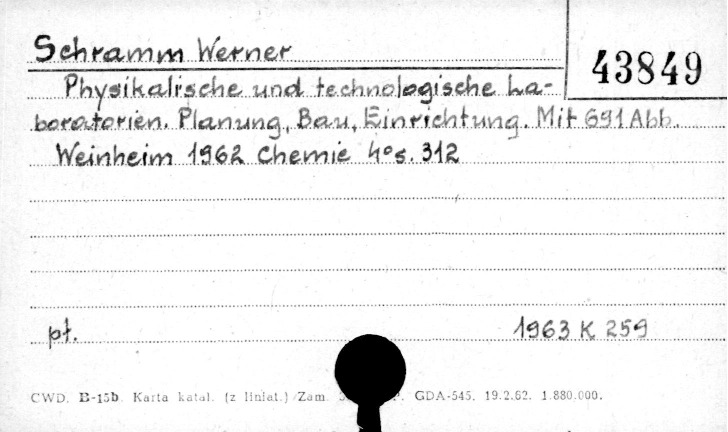 Schramm Werner
43849
Physikalische und technologische La-
boratorien. Planung, Bau, Einrichtung. Mit 691 Abb.
Weinheim 1962 Chemie 4° s. 312
pł. 1963 K 259
CWD. B-15b. Karta katal. (z liniat.) Zam. GDA-545. 19.2.62. 1.880.000.